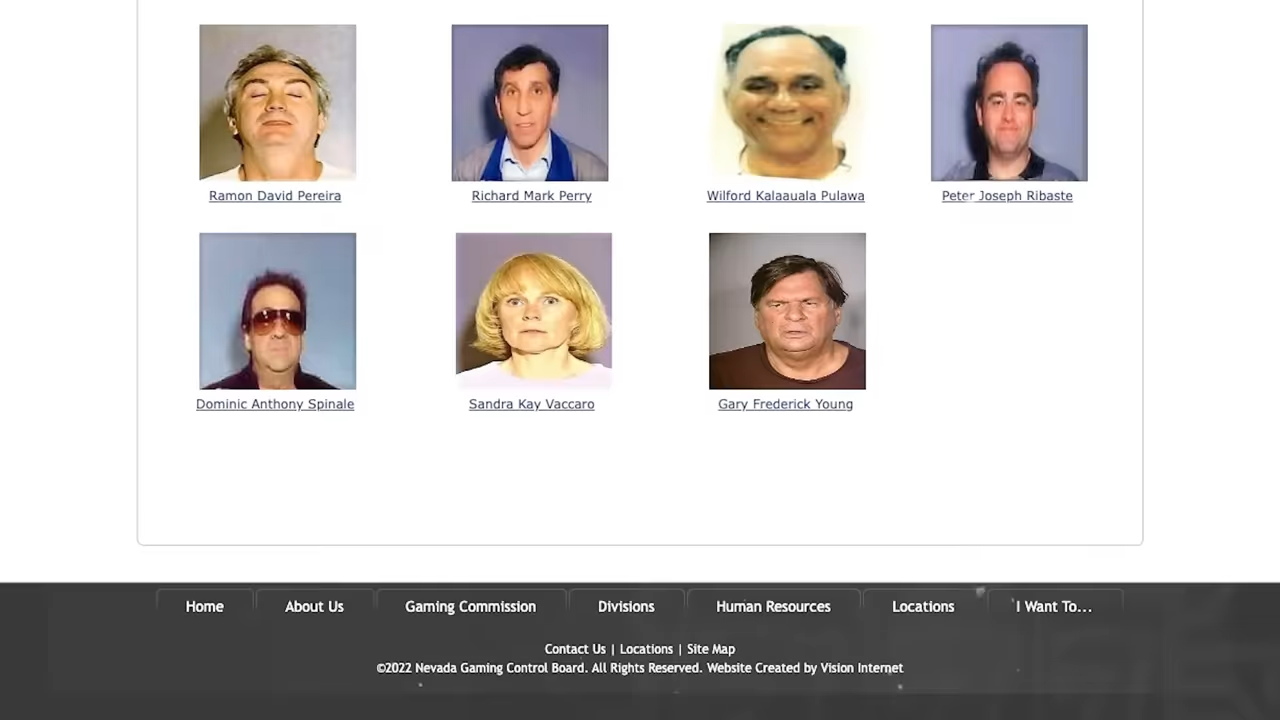 Ramon David Pereira
Richard Mark Perry
Wilford Kalaauala Pulawa
Peter Joseph Ribaste
Dominic Anthony Spinale
Sandra Kay Vaccaro
Gary Frederick Young
Home
About Us
Gaming Commission
Divisions
Human Resources
Locations
I Want To...
Contact Us | Locations | Site Map
©2022 Nevada Gaming Control Board. All Rights Reserved. Website Created by Vision Internet